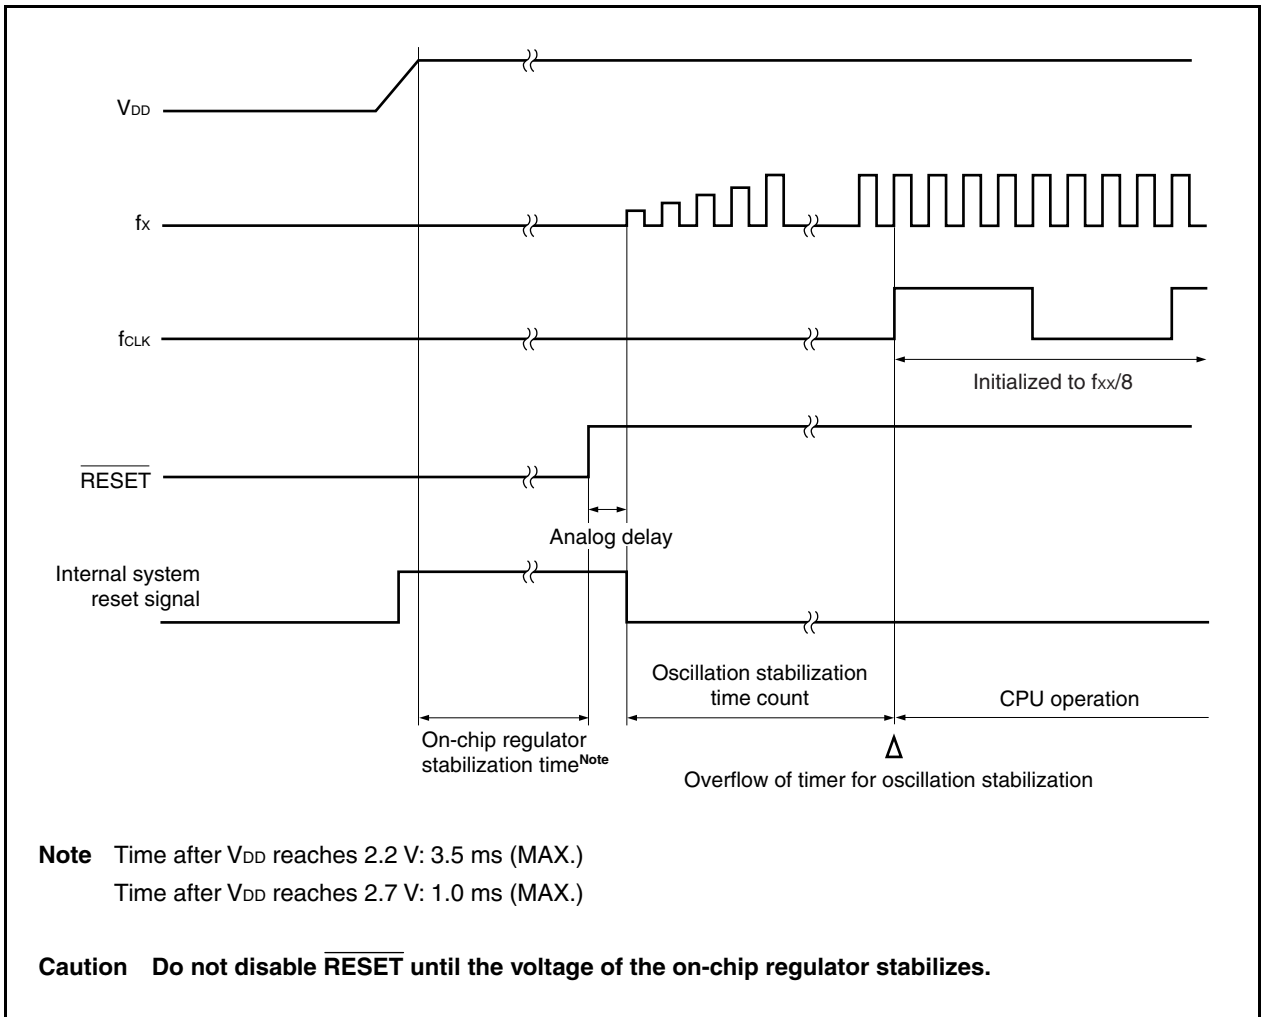 VDD
fX
fCLK
Initialized to fXX/8
RESET
Analog delay
Internal system
reset signal
Oscillation stabilization
time count
CPU operation
On-chip regulator
stabilization timeNote
Overflow of timer for oscillation stabilization
Note Time after VDD reaches 2.2 V: 3.5 ms (MAX.)
Time after VDD reaches 2.7 V: 1.0 ms (MAX.)
Caution Do not disable RESET until the voltage of the on-chip regulator stabilizes.